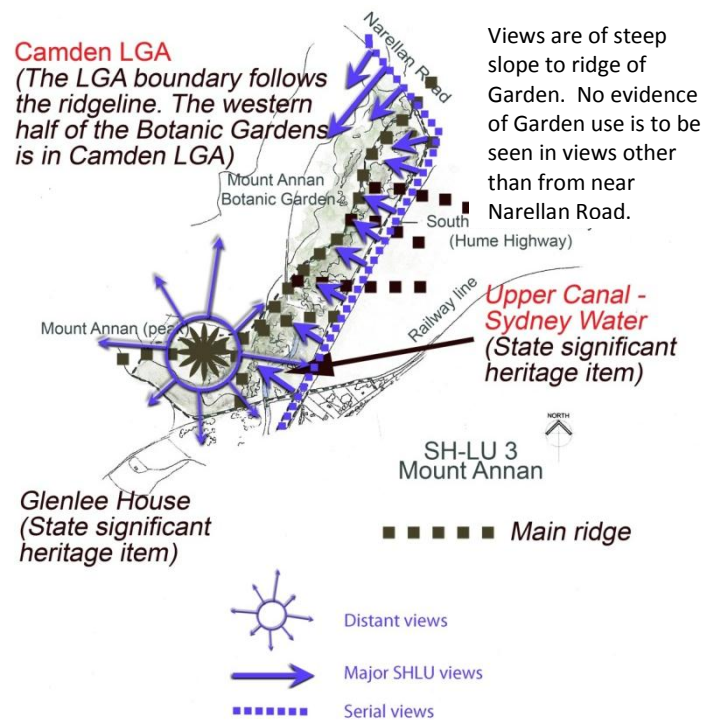 Camden LGA
(The LGA boundary follows
the ridgeline. The western
half of the Botanic Gardens
is in Camden LGA)
Narellan Road
Views are of steep
slope to ridge of
Garden.  No evidence
of Garden use is to be
seen in views other
than from near
Narellan Road.
Mount Annan
Botanic Garden
South
(Hume Highway)
Mount Annan (peak)
Railway line
Upper Canal -
Sydney Water
(State significant
heritage item)
NORTH
SH-LU 3
Mount Annan
Glenlee House
(State significant
heritage item)
Main ridge
Distant views
Major SHLU views
Serial views